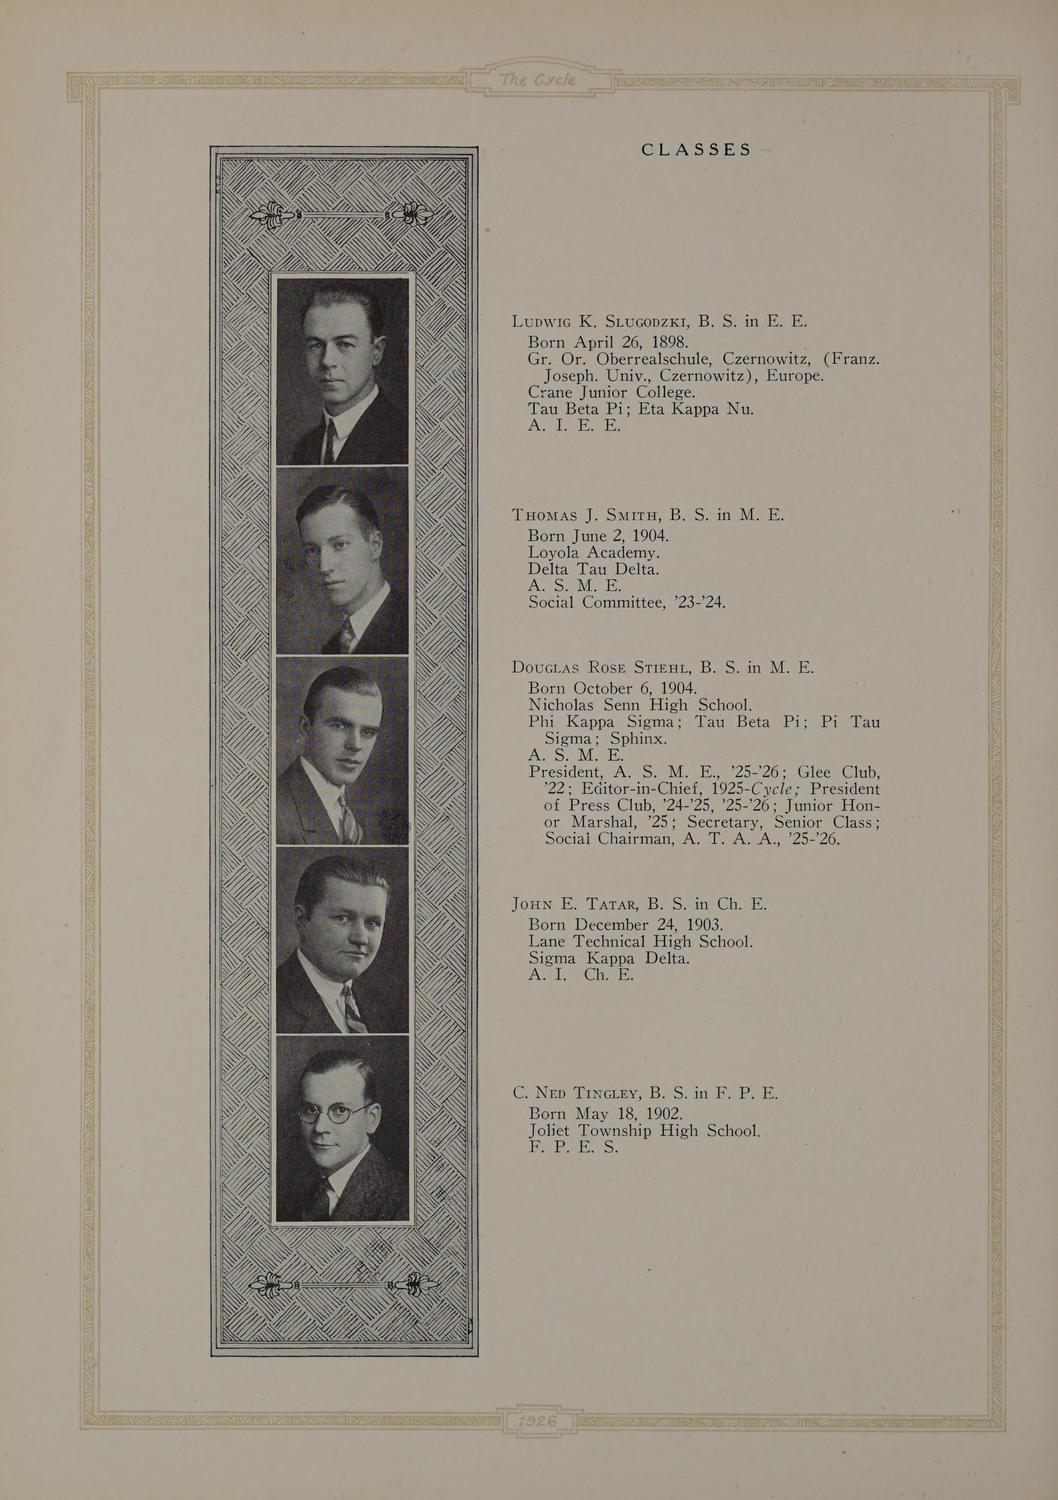 The Cycle
CLASSES
Ludwig K. Slugodzki, B. S. in E. E.
Born April 26, 1898.
Gr. Or. Oberrealschule, Czernowitz, (Franz.
Joseph. Univ., Czernowitz), Europe.
Crane Junior College.
Tau Beta Pi; Eta Kappa Nu.
A. I. E. E.
Thomas J. Smith, B. S. in M. E.
Born June 2, 1904.
Loyola Academy.
Delta Tau Delta.
A. S. M. E.
Social Committee, ’23-’24.
Douglas Rose Stiehl, B. S. in M. E.
Born October 6, 1904.
Nicholas Senn High School.
Phi Kappa Sigma; Tau Beta Pi; Pi Tau
Sigma; Sphinx.
A. S. M. E.
President, A. S. M. E., ’25-’26; Glee Club,
’22; Editor-in-Chief, 1925-Cycle; President
of Press Club, ’24-’25, ’25-’26; Junior Hon-
or Marshal, ’25; Secretary, Senior Class;
Social Chairman, A. T. A. A., ’25-’26.
John E. Tatar, B. S. in Ch. E.
Born December 24, 1903.
Lane Technical High School.
Sigma Kappa Delta.
A. I. Ch. E.
C. Ned Tingley, B. S. in F. P. E.
Born May 18, 1902.
Joliet Township High School.
F. P. E. S.
1926